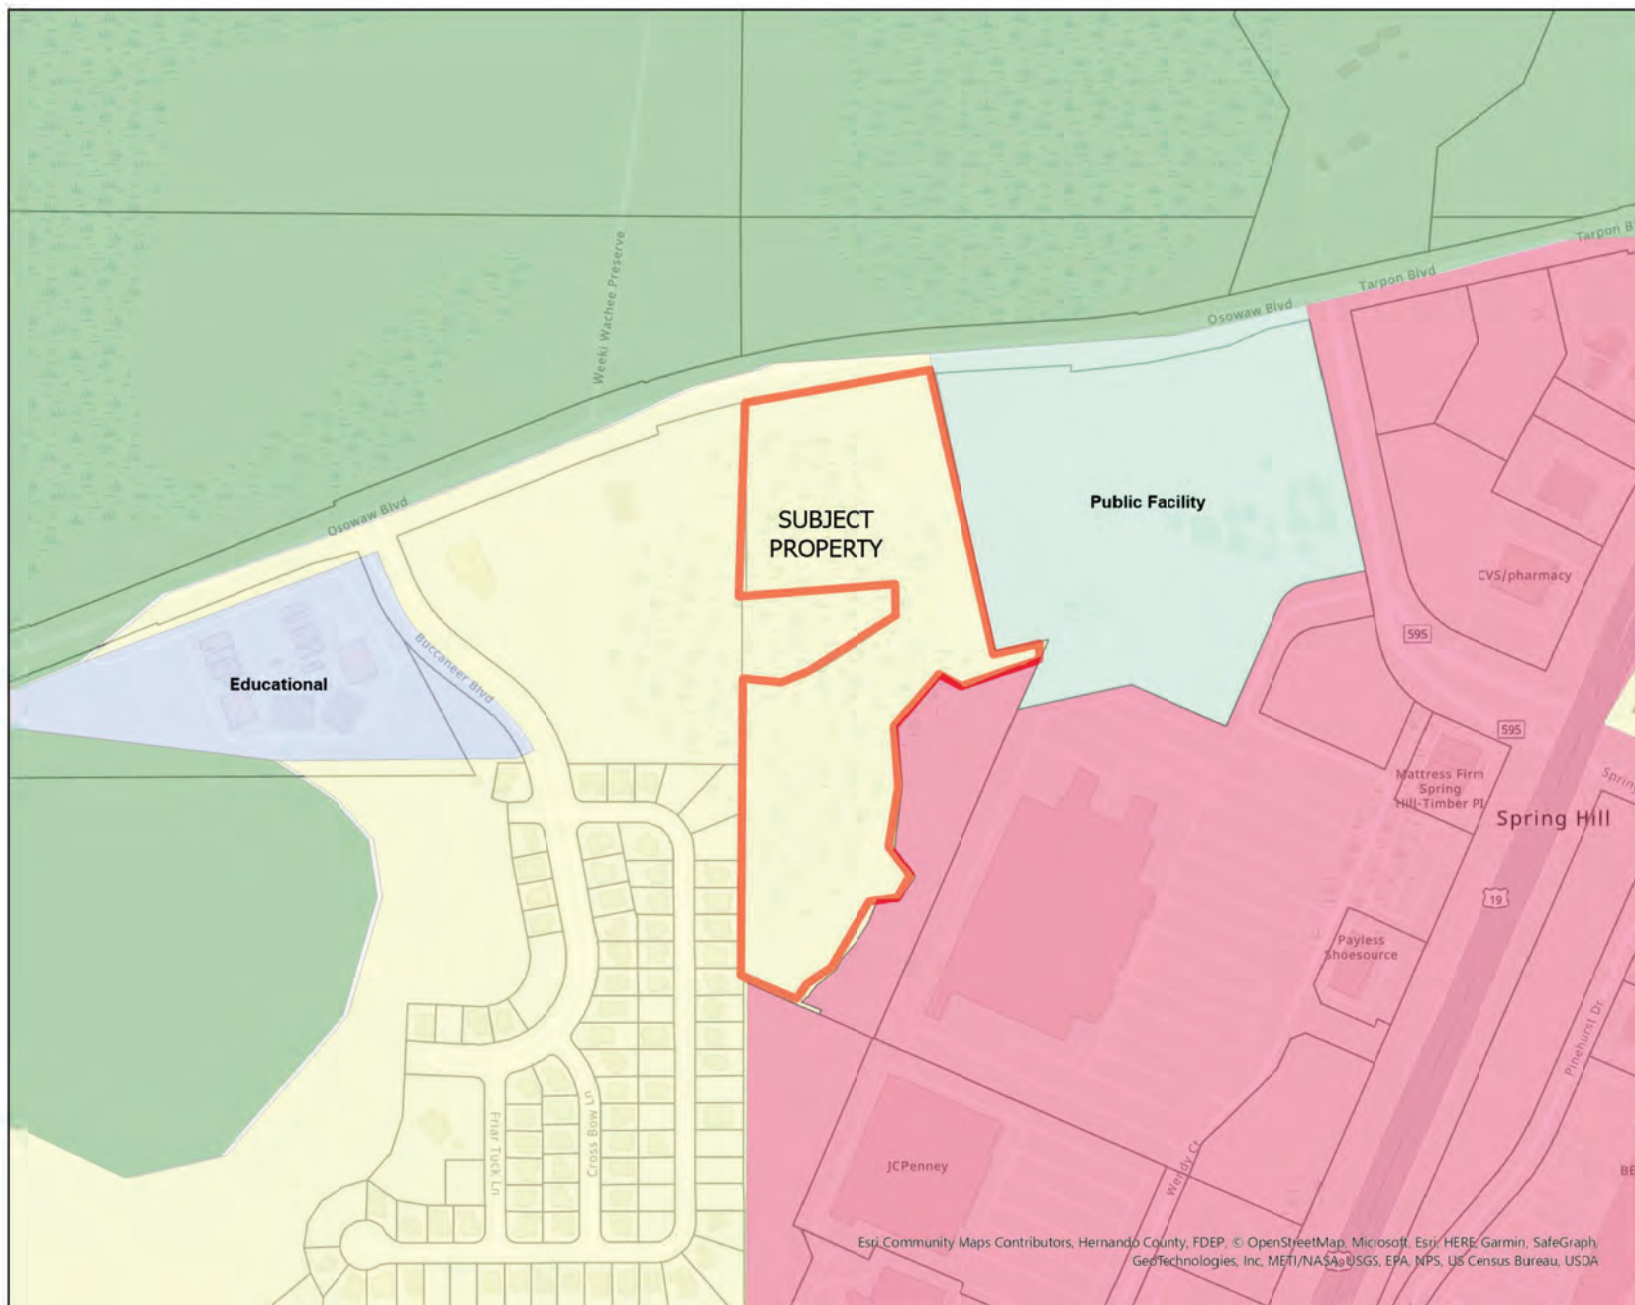 Tarpon B
Tarpon Blvd
Osowaw Blvd
Weeki Wachee Preserve
Osowaw Blvd
SUBJECT
PROPERTY
Public Facility
CVS/pharmacy
595
Buccaneer Blvd
Educational
595
Mattress Firm
Spring
Hill-Timber Pl
Spring
Spring Hill
19
Payless
Shoesource
Pinehurst Dr
Cross Bow Ln
Friar Tuck Ln
JCPenney
Wendy Ct
BE
Esri Community Maps Contributors, Hernando County, FDEP, © OpenStreetMap, Microsoft, Esri, HERE, Garmin, SafeGraph,
GeoTechnologies, Inc, METI/NASA, USGS, EPA, NPS, US Census Bureau, USDA